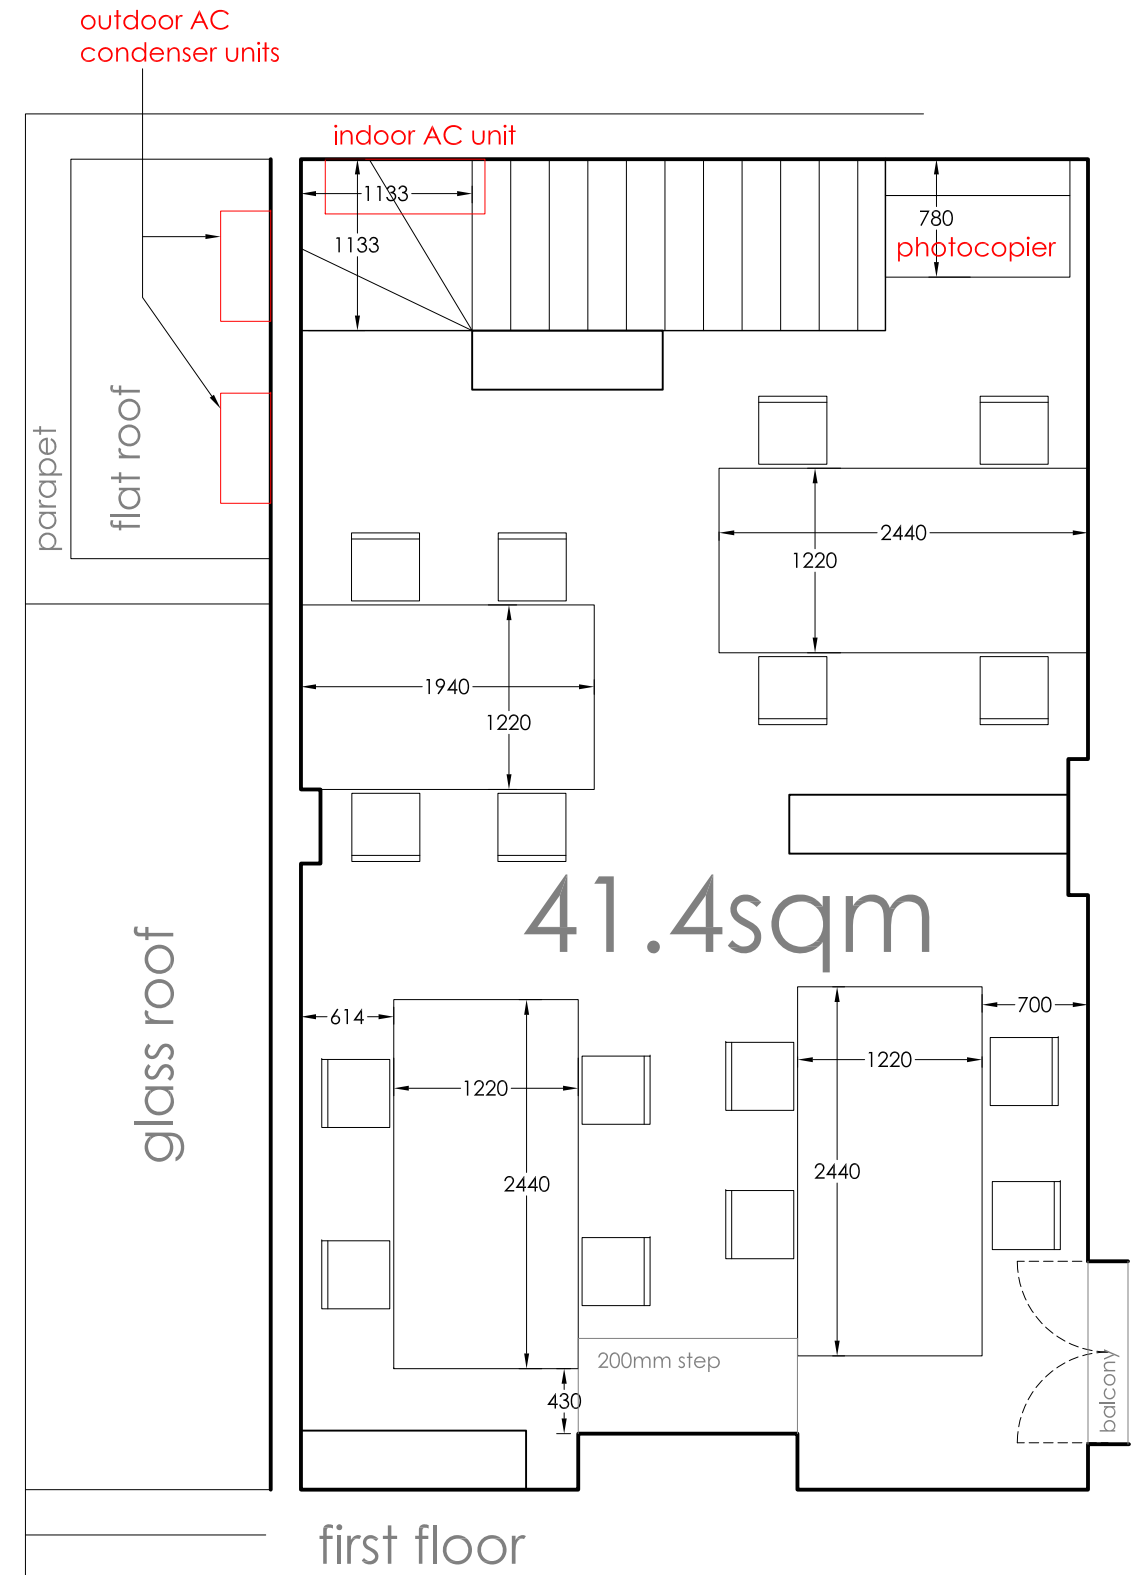 outdoor AC
condenser units
indoor AC unit
1133
1133
780
photocopier
parapet
flat roof
2440
1220
1940
1220
41.4sqm
glass roof
614
700
1220
1220
2440
2440
200mm step
430
balcony
first floor